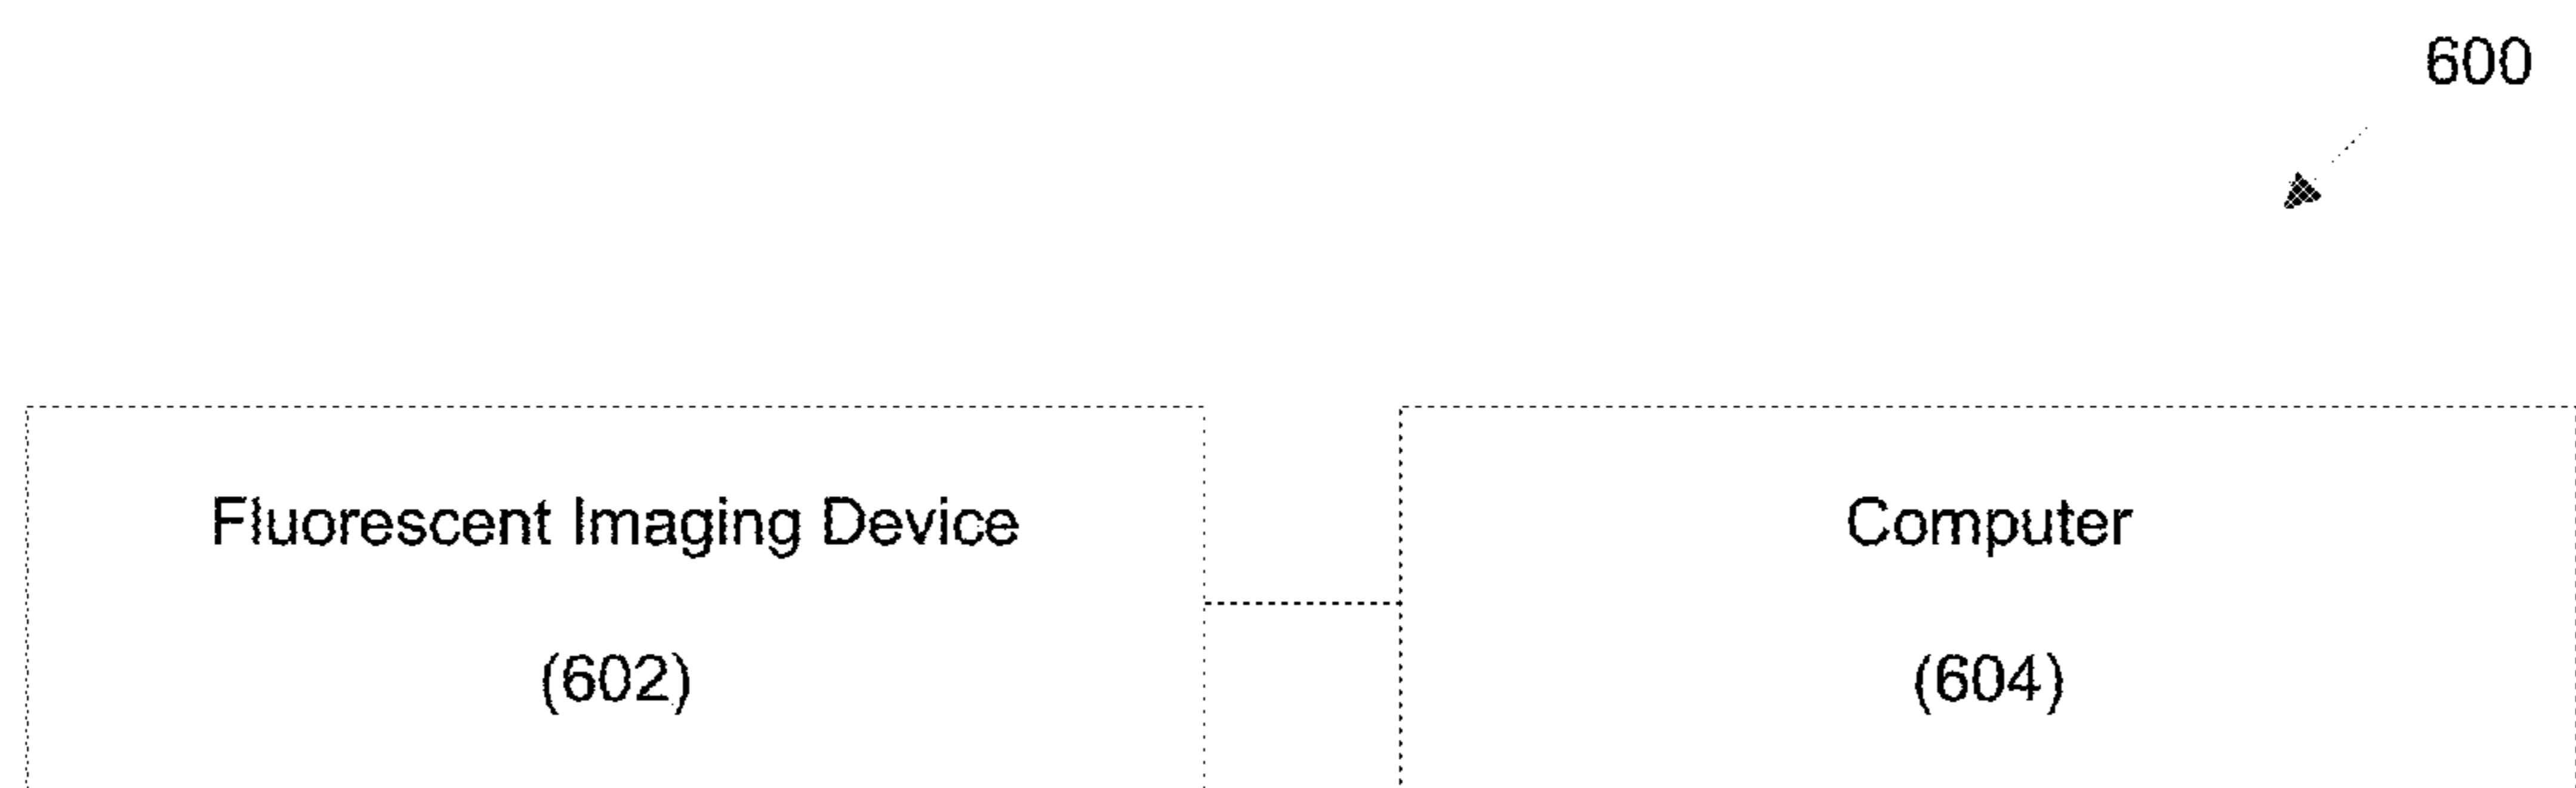 600
Fluorescent Imaging Device
(602)
Computer
(604)